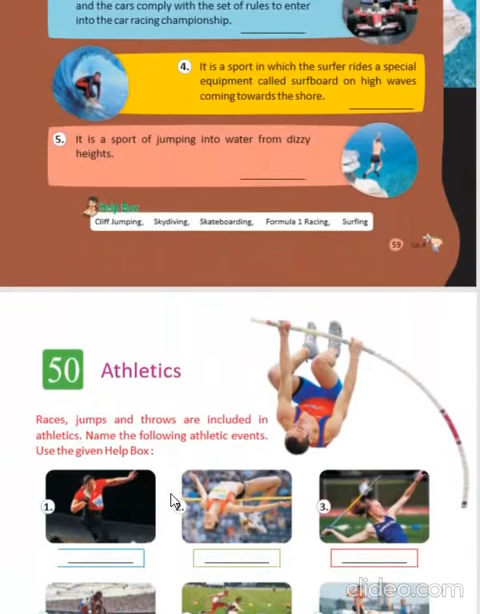 and the cars comply with the set of rules to enter
into the car racing championship.
4. It is a sport in which the surfer rides a special
equipment called surfboard on high waves
coming towards the shore.
5. It is a sport of jumping into water from dizzy
heights.
Help Box
Cliff Jumping, Skydiving, Skateboarding, Formula 1 Racing, Surfing
59
50 Athletics
Races, jumps and throws are included in
athletics. Name the following athletic events.
Use the given Help Box :
1. 2. 3.
clideo.com